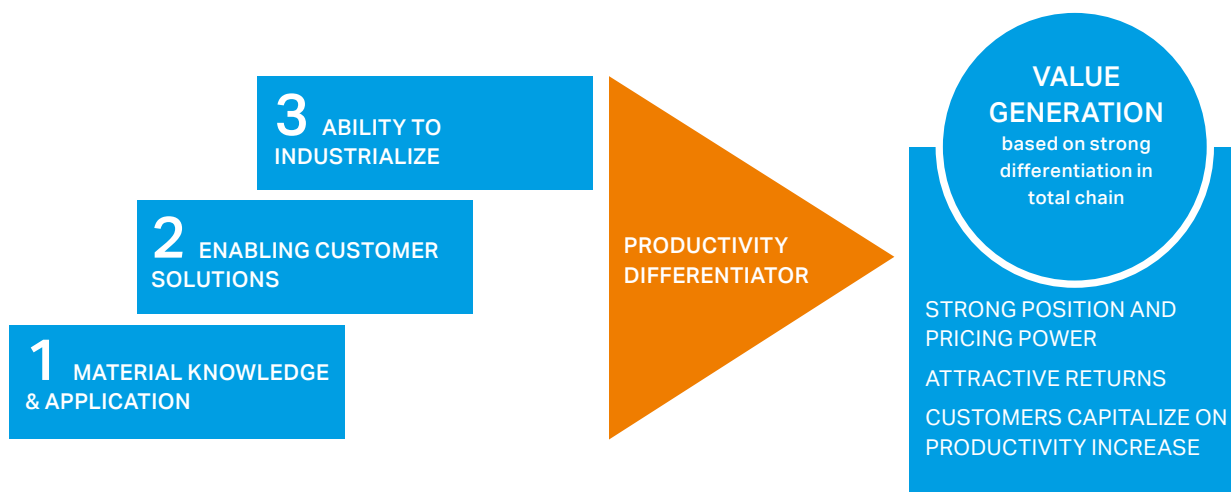 3 ABILITY TO
INDUSTRIALIZE
2 ENABLING CUSTOMER
SOLUTIONS
1 MATERIAL KNOWLEDGE
& APPLICATION
PRODUCTIVITY
DIFFERENTIATOR
VALUE
GENERATION
based on strong
differentiation in
total chain
STRONG POSITION AND
PRICING POWER
ATTRACTIVE RETURNS
CUSTOMERS CAPITALIZE ON
PRODUCTIVITY INCREASE